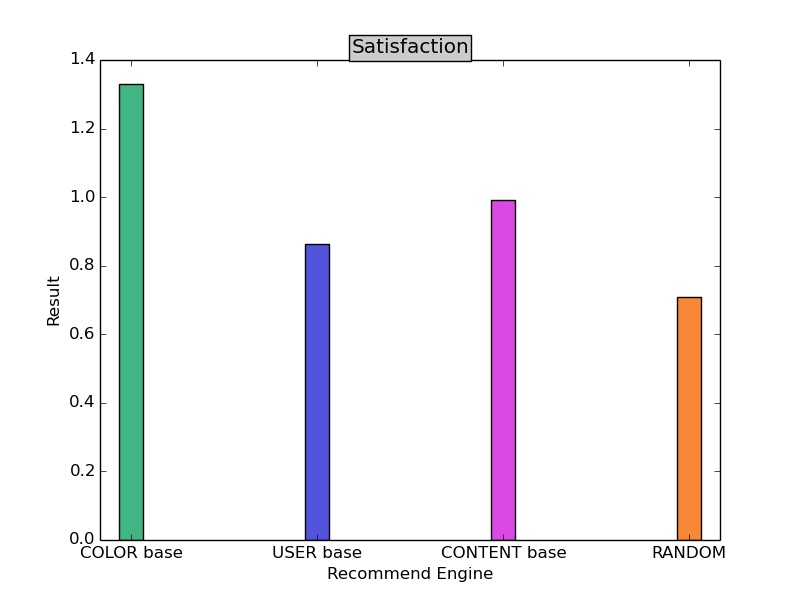 Satisfaction
1.4
1.2
1.0
0.8
0.6
0.4
0.2
0.0
Result
COLOR base USER base CONTENT base RANDOM
Recommend Engine